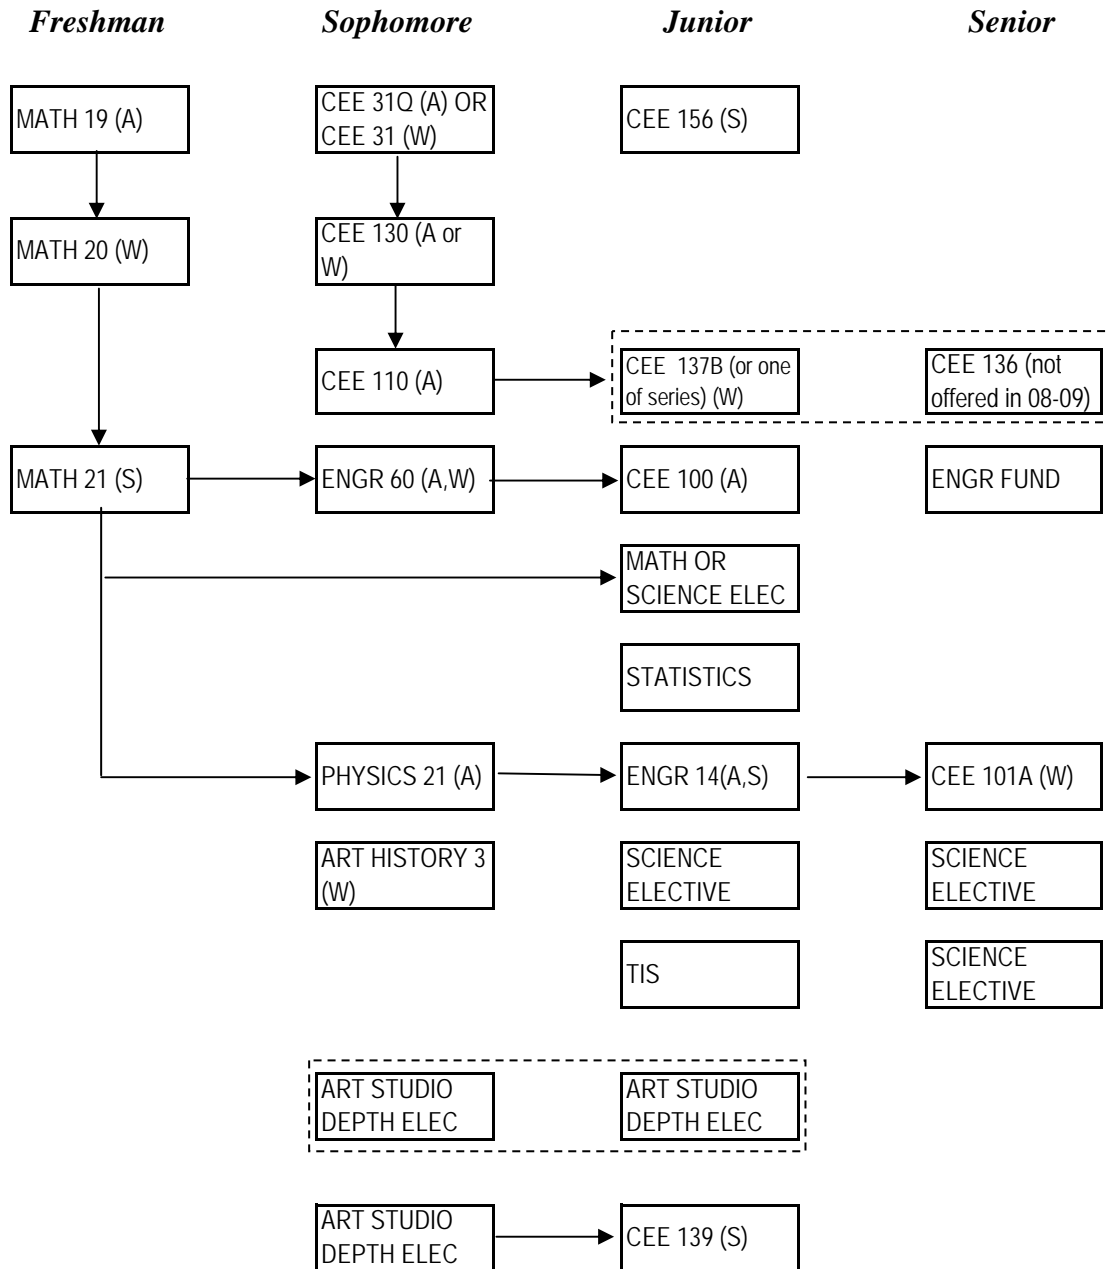 Freshman
Sophomore
Junior
Senior
MATH 19 (A)
CEE 31Q (A) OR
CEE 31 (W)
CEE 156 (S)
MATH 20 (W)
CEE 130 (A or
W)
CEE 110 (A)
CEE 137B (or one
of series) (W)
CEE 136 (not
offered in 08-09)
MATH 21 (S)
ENGR 60 (A,W)
CEE 100 (A)
ENGR FUND
MATH OR
SCIENCE ELEC
STATISTICS
PHYSICS 21 (A)
ENGR 14(A,S)
CEE 101A (W)
ART HISTORY 3
(W)
SCIENCE
ELECTIVE
SCIENCE
ELECTIVE
TIS
SCIENCE
ELECTIVE
ART STUDIO
DEPTH ELEC
ART STUDIO
DEPTH ELEC
ART STUDIO
DEPTH ELEC
CEE 139 (S)